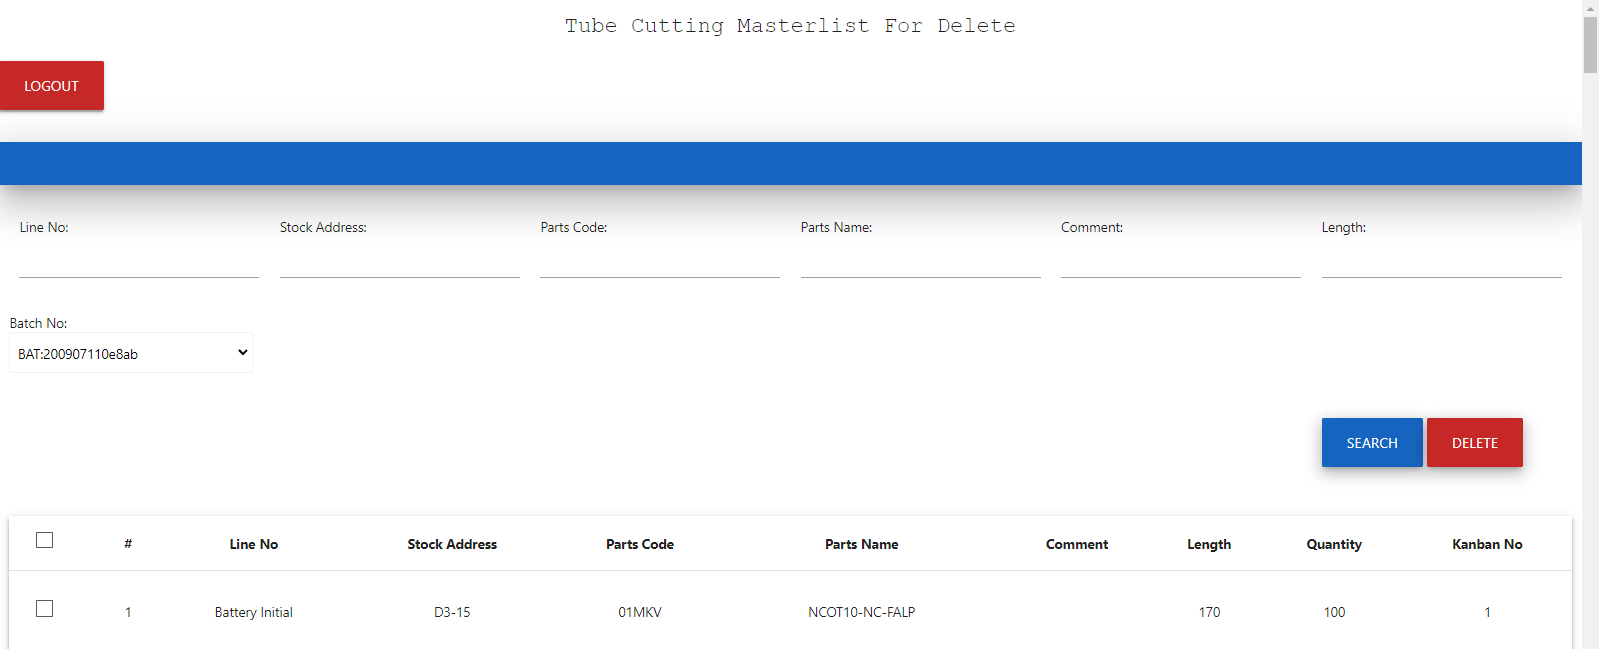 Tube Cutting Masterlist For Delete
LOGOUT
Line No: Stock Address: Parts Code: Parts Name: Comment: Length:
Batch No:
BAT:200907110e8ab
SEARCH DELETE
# Line No Stock Address Parts Code Parts Name Comment Length Quantity Kanban No
1 Battery Initial D3-15 01MKV NCOT10-NC-FALP 170 100 1